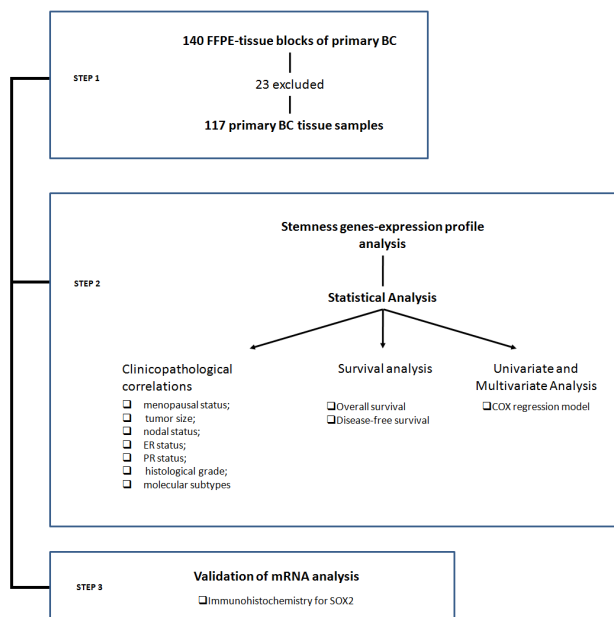 140 FFPE-tissue blocks of primary BC
STEP 1
23 excluded
117 primary BC tissue samples
Stemness genes-expression profile
analysis
STEP 2
Statistical Analysis
Clinicopathological
correlations
❑ menopausal status;
❑ tumor size;
❑ nodal status;
❑ ER status;
❑ PR status;
❑ histological grade;
❑ molecular subtypes
Survival analysis
❑Overall survival
❑Disease-free survival
Univariate and
Multivariate Analysis
❑COX regression model
Validation of mRNA analysis
STEP 3
❑Immunohistochemistry for SOX2